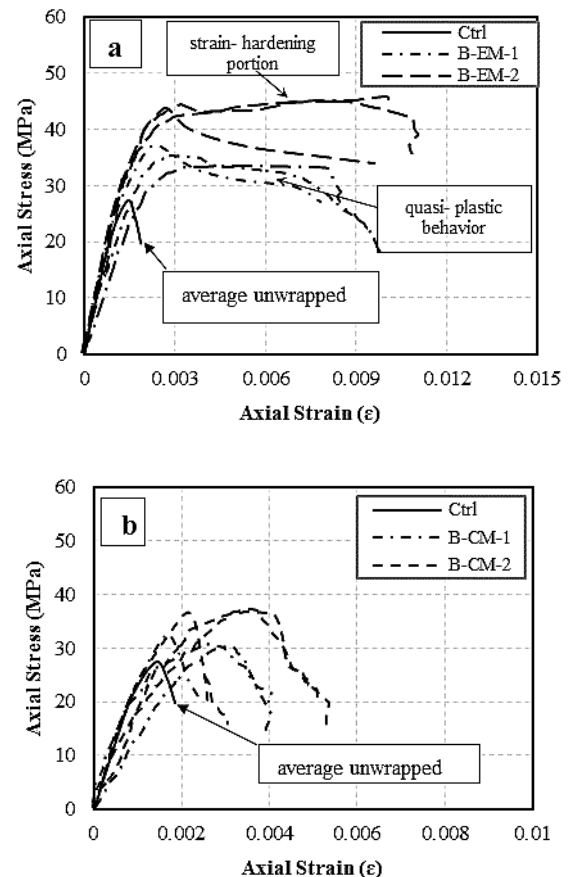 a
strain- hardening
portion
Ctrl
B-EM-1
B-EM-2
60
50
40
30
20
10
0
Axial Stress (MPa)
quasi- plastic
behavior
average unwrapped
0
0.003
0.006
0.009
0.012
0.015
Axial Strain (ε)
b
Ctrl
B-CM-1
B-CM-2
60
50
40
30
20
10
0
Axial Stress (MPa)
average unwrapped
0
0.002
0.004
0.006
0.008
0.01
Axial Strain (ε)